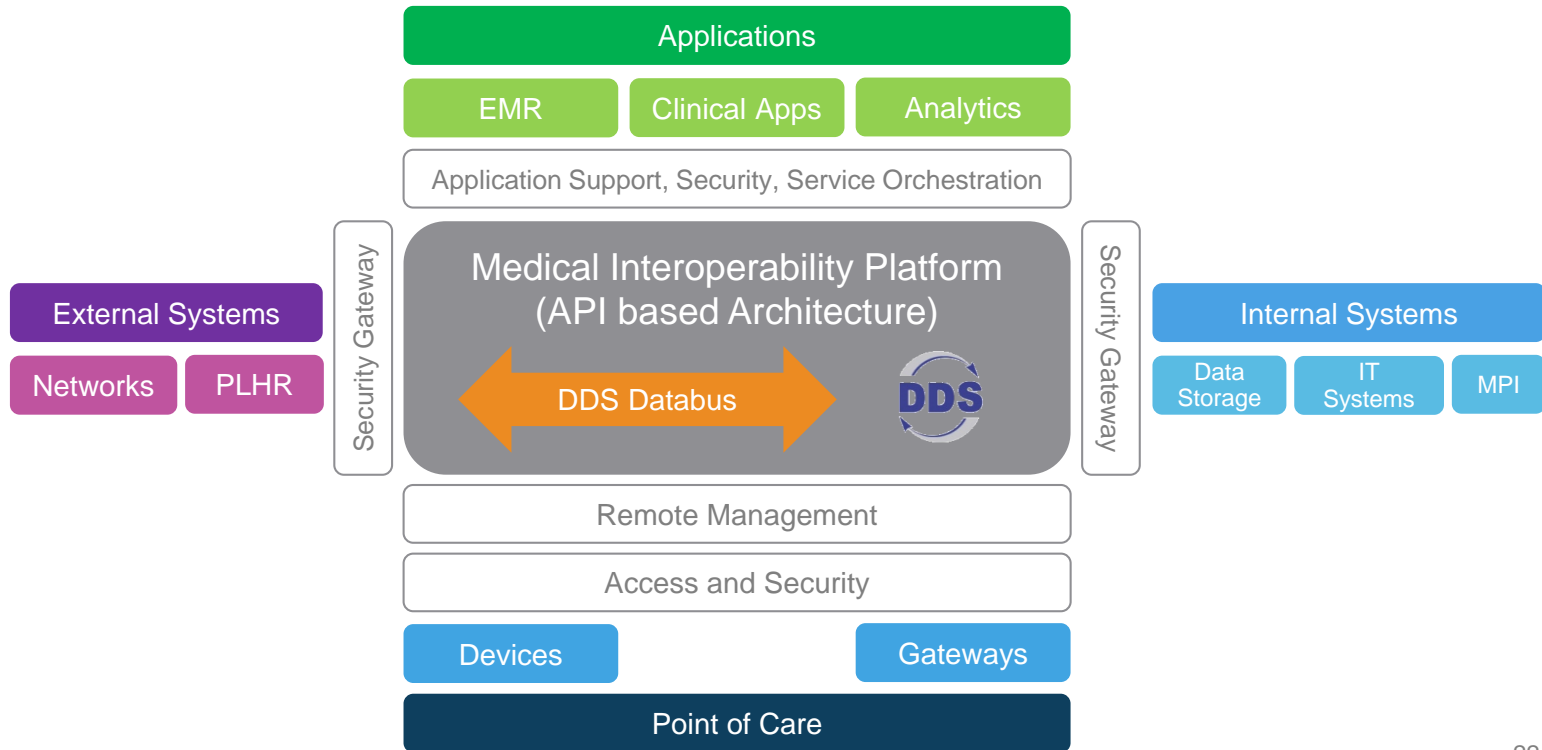 Applications
EMR
Clinical Apps
Analytics
Application Support, Security, Service Orchestration
Security Gateway
Medical Interoperability Platform
(API based Architecture)
DDS Databus
DDS
Security Gateway
External Systems
Networks
PLHR
Internal Systems
Data
Storage
IT
Systems
MPI
Remote Management
Access and Security
Devices
Gateways
Point of Care